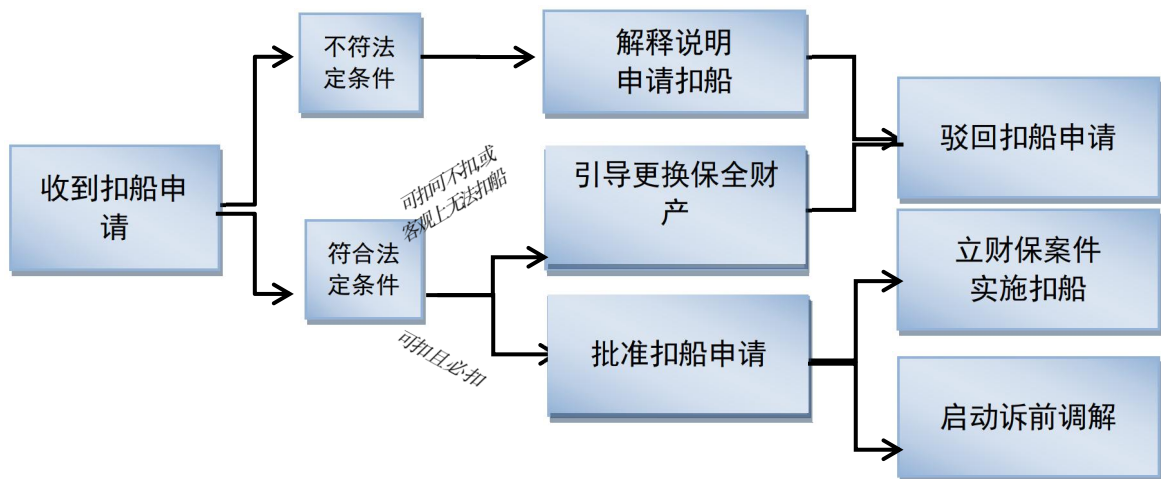 不符法
定条件
解释说明
申请扣船
驳回扣船申请
收到扣船申
请
可扣可不扣,或
客观上无法扣船
引导更换保全财
产
符合法
定条件
立财保案件
实施扣船
可扣且必扣
批准扣船申请
启动诉前调解